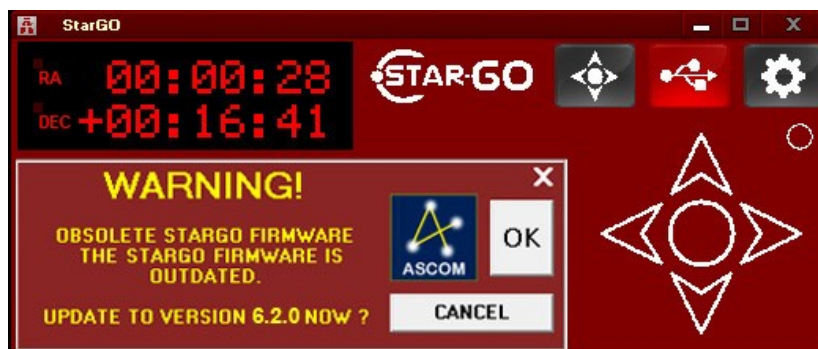 StarGO
RA 00:00:28
DEC +00:16:41
STAR-GO
WARNING!
OBSOLETE STARGO FIRMWARE
THE STARGO FIRMWARE IS
OUTDATED.
UPDATE TO VERSION 6.2.0 NOW ?
ASCOM
OK
CANCEL